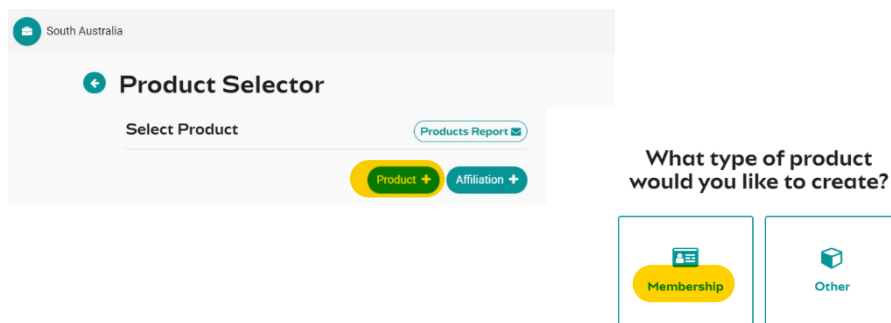 South Australia
Product Selector
Select Product
Products Report
Product +
Affiliation +
What type of product
would you like to create?
Membership
Other